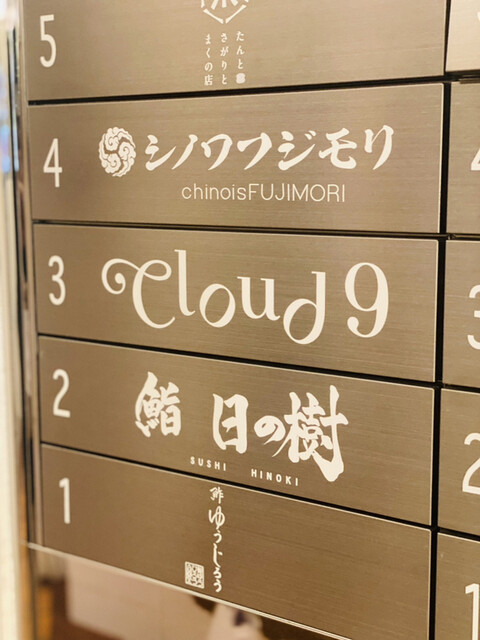 5
たんと
さがりと
まくの店
4
シノワフジモリ
chinoisFUJIMORI
3
Cloud 9
2
鮨 日の樹
SUSHI HINOKI
1
鮓 ゆうじろう